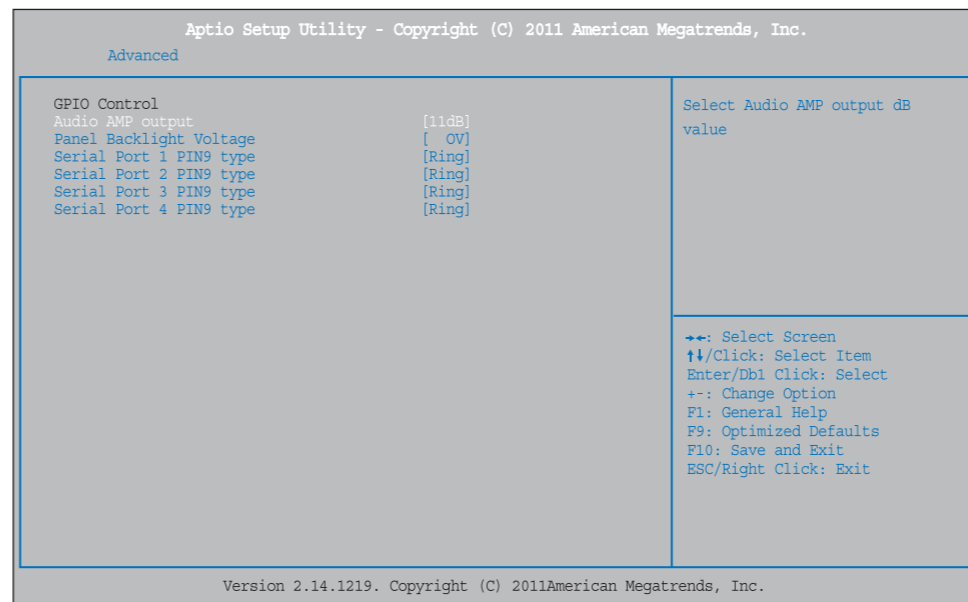 Aptio Setup Utility - Copyright (C) 2011 American Megatrends, Inc.
Advanced
GPIO Control
Audio AMP output [11dB]
Panel Backlight Voltage [ OV]
Serial Port 1 PIN9 type [Ring]
Serial Port 2 PIN9 type [Ring]
Serial Port 3 PIN9 type [Ring]
Serial Port 4 PIN9 type [Ring]
Select Audio AMP output dB
value
→←: Select Screen
↑↓/Click: Select Item
Enter/Db1 Click: Select
+-: Change Option
F1: General Help
F9: Optimized Defaults
F10: Save and Exit
ESC/Right Click: Exit
Version 2.14.1219. Copyright (C) 2011American Megatrends, Inc.